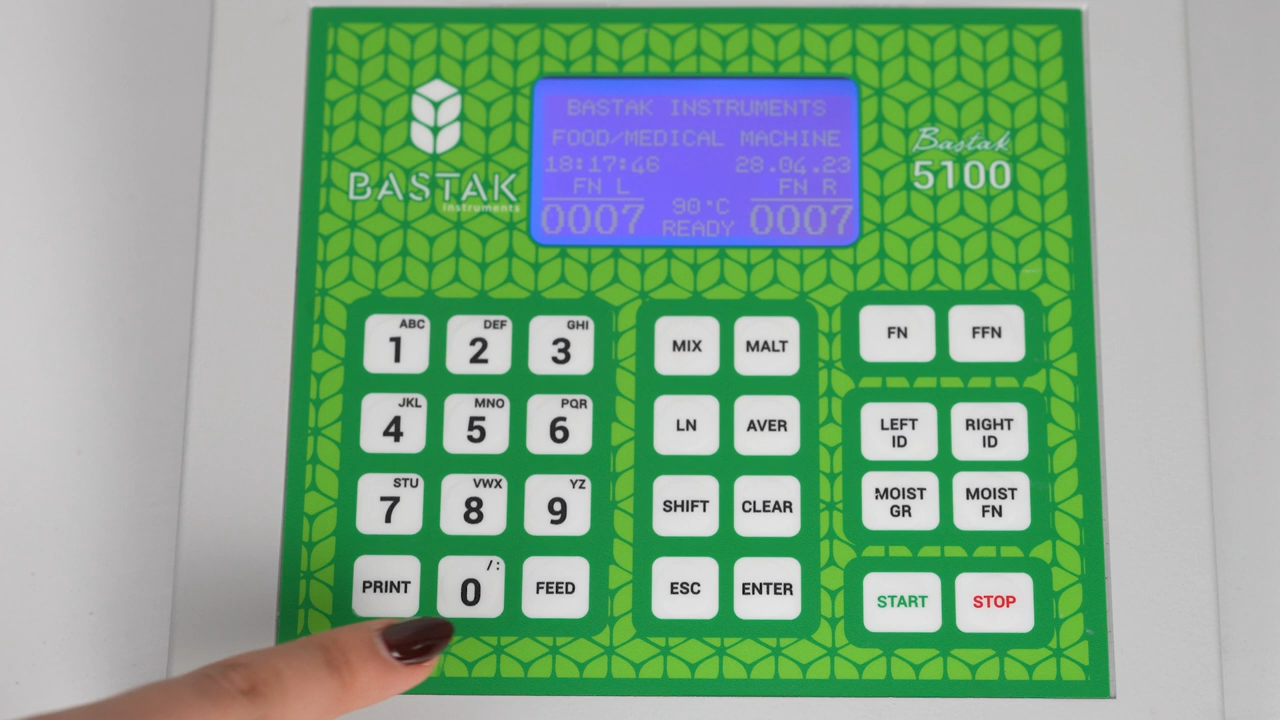 BASTAK
Instruments
BASTAK INSTRUMENTS
FOOD/MEDICAL MACHINE
18:17:46 28.04.23
FN L FN R
0007 90°C 0007
READY
Bastak
5100
ABC DEF GHI
1 2 3
JKL MNO PQR
4 5 6
STU VWX YZ
7 8 9
/:
PRINT 0 FEED
MIX MALT
LN AVER
SHIFT CLEAR
ESC ENTER
FN FFN
LEFT ID RIGHT ID
MOIST GR MOIST FN
START STOP